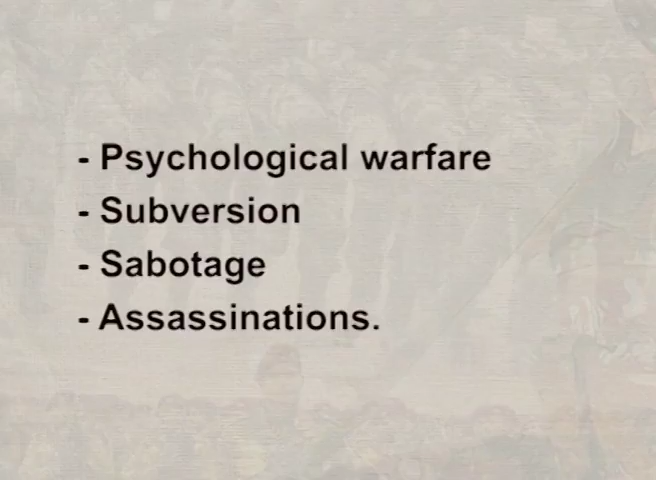 - Psychological warfare
- Subversion
- Sabotage
- Assassinations.